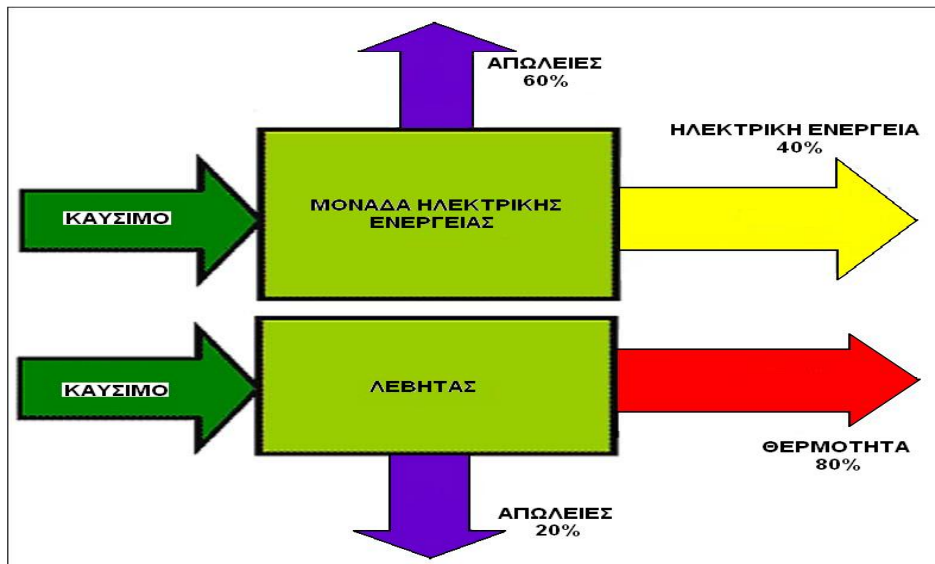 ΑΠΩΛΕΙΕΣ
60%
ΗΛΕΚΤΡΙΚΗ ΕΝΕΡΓΕΙΑ
40%
ΚΑΥΣΙΜΟ
ΜΟΝΑΔΑ ΗΛΕΚΤΡΙΚΗΣ
ΕΝΕΡΓΕΙΑΣ
ΚΑΥΣΙΜΟ
ΛΕΒΗΤΑΣ
ΘΕΡΜΟΤΗΤΑ
80%
ΑΠΩΛΕΙΕΣ
20%